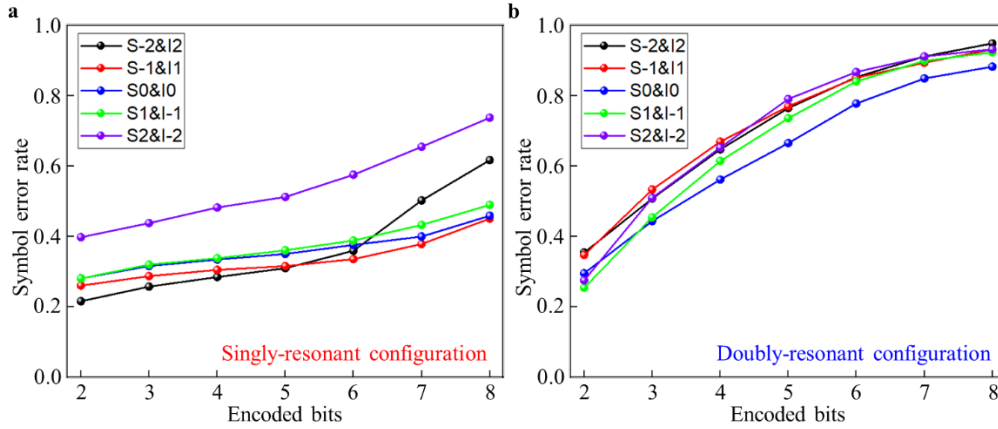 a
1.0
0.8
0.6
0.4
0.2
0.0
Symbol error rate
S-2&I2
S-1&I1
S0&I0
S1&I-1
S2&I-2
Singly-resonant configuration
2 3 4 5 6 7 8
Encoded bits
b
1.0
0.8
0.6
0.4
0.2
0.0
Symbol error rate
S-2&I2
S-1&I1
S0&I0
S1&I-1
S2&I-2
Doubly-resonant configuration
2 3 4 5 6 7 8
Encoded bits